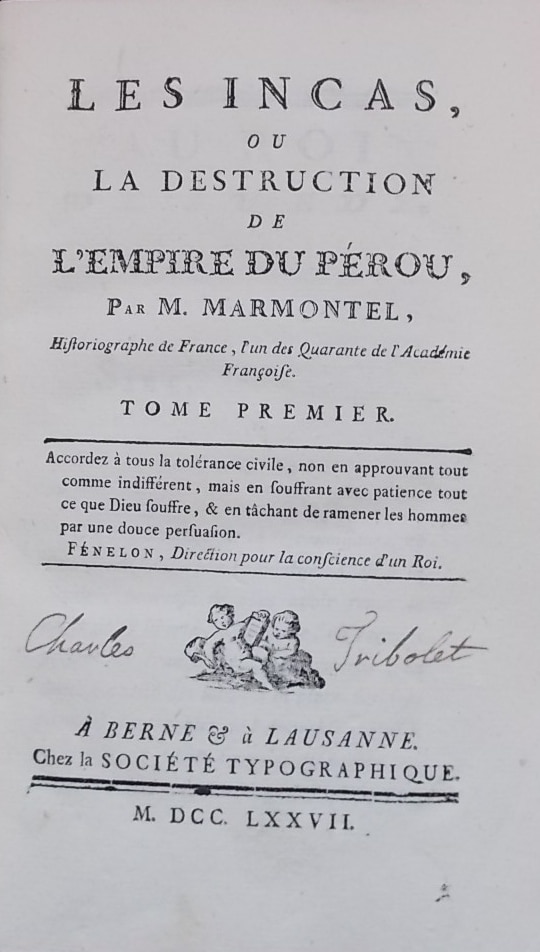 LES INCAS,
OU
LA DESTRUCTION
DE
L'EMPIRE DU PÉROU,
PAR M. MARMONTEL,
Hiſtoriographe de France, l'un des Quarante de l'Académie
Françoiſe.
TOME PREMIER.
Accordez à tous la tolérance civile, non en approuvant tout
comme indifférent, mais en ſouffrant avec patience tout
ce que Dieu ſouffre, & en tâchant de ramener les hommes
par une douce perſuaſion.
FÉNELON, Direction pour la conſcience d'un Roi.
Charles Tribolet
À BERNE & à LAUSANNE.
Chez la SOCIÉTÉ TYPOGRAPHIQUE.
M. DCC. LXXVII.